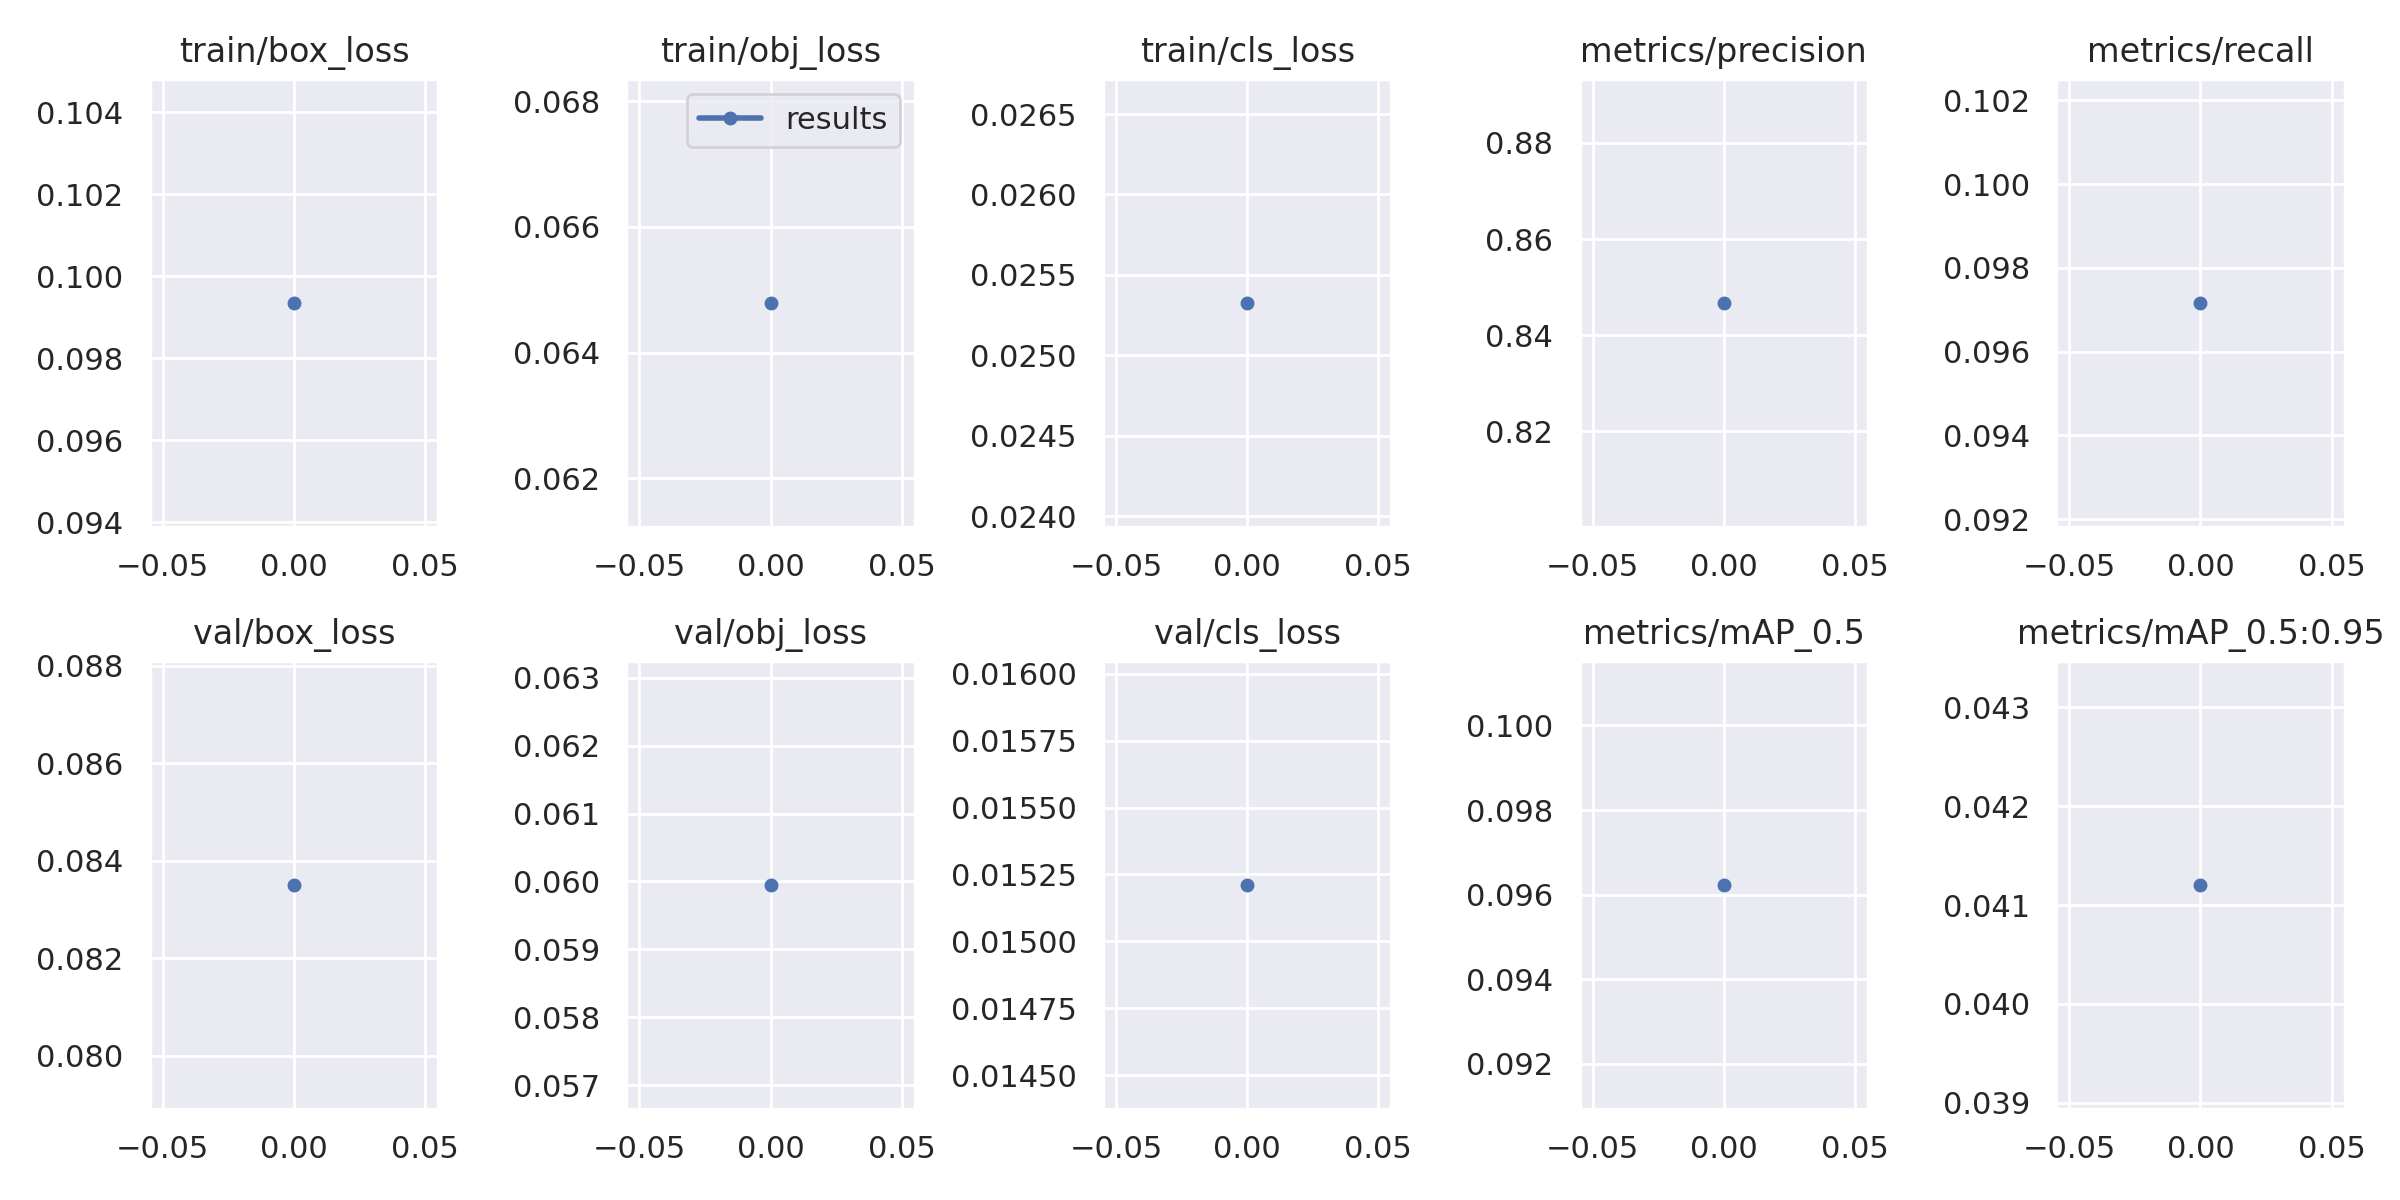 train/box_loss
0.104
0.102
0.100
0.098
0.096
0.094
−0.05 0.00 0.05
train/obj_loss
results
0.068
0.066
0.064
0.062
−0.05 0.00 0.05
train/cls_loss
0.0265
0.0260
0.0255
0.0250
0.0245
0.0240
−0.05 0.00 0.05
metrics/precision
0.88
0.86
0.84
0.82
−0.05 0.00 0.05
metrics/recall
0.102
0.100
0.098
0.096
0.094
0.092
−0.05 0.00 0.05
val/box_loss
0.088
0.086
0.084
0.082
0.080
−0.05 0.00 0.05
val/obj_loss
0.063
0.062
0.061
0.060
0.059
0.058
0.057
−0.05 0.00 0.05
val/cls_loss
0.01600
0.01575
0.01550
0.01525
0.01500
0.01475
0.01450
−0.05 0.00 0.05
metrics/mAP_0.5
0.100
0.098
0.096
0.094
0.092
−0.05 0.00 0.05
metrics/mAP_0.5:0.95
0.043
0.042
0.041
0.040
0.039
−0.05 0.00 0.05